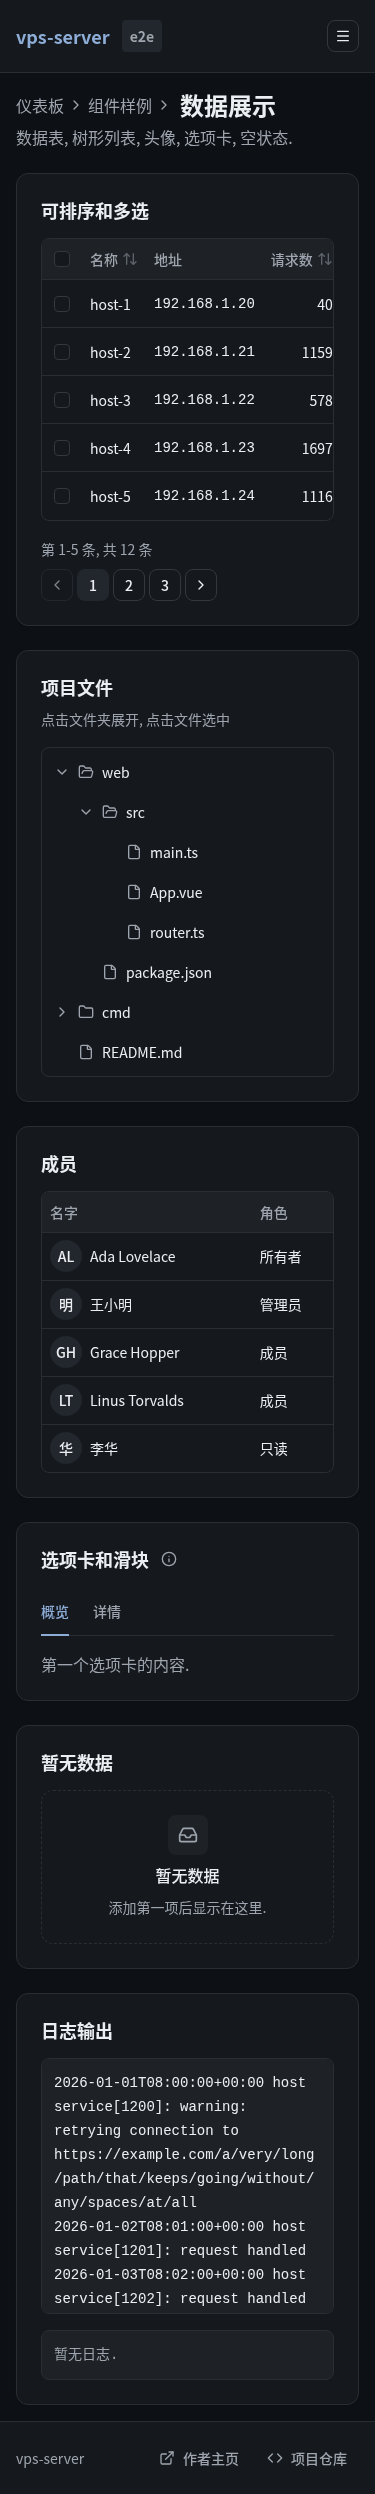 vps-server e2e
仪表板 组件样例 数据展示
数据表, 树形列表, 头像, 选项卡, 空状态.
可排序和多选
名称 地址 请求数
host-1 192.168.1.20 40
host-2 192.168.1.21 1159
host-3 192.168.1.22 578
host-4 192.168.1.23 1697
host-5 192.168.1.24 1116
第 1-5 条, 共 12 条
1 2 3
项目文件
点击文件夹展开, 点击文件选中
web
src
main.ts
App.vue
router.ts
package.json
cmd
README.md
成员
名字 角色
AL Ada Lovelace 所有者
明 王小明 管理员
GH Grace Hopper 成员
LT Linus Torvalds 成员
华 李华 只读
选项卡和滑块
概览 详情
第一个选项卡的内容.
暂无数据
暂无数据
添加第一项后显示在这里.
日志输出
2026-01-01T08:00:00+00:00 host
service[1200]: warning:
retrying connection to
https://example.com/a/very/long
/path/that/keeps/going/without/
any/spaces/at/all
2026-01-02T08:01:00+00:00 host
service[1201]: request handled
2026-01-03T08:02:00+00:00 host
service[1202]: request handled
暂无日志.
vps-server 作者主页 项目仓库